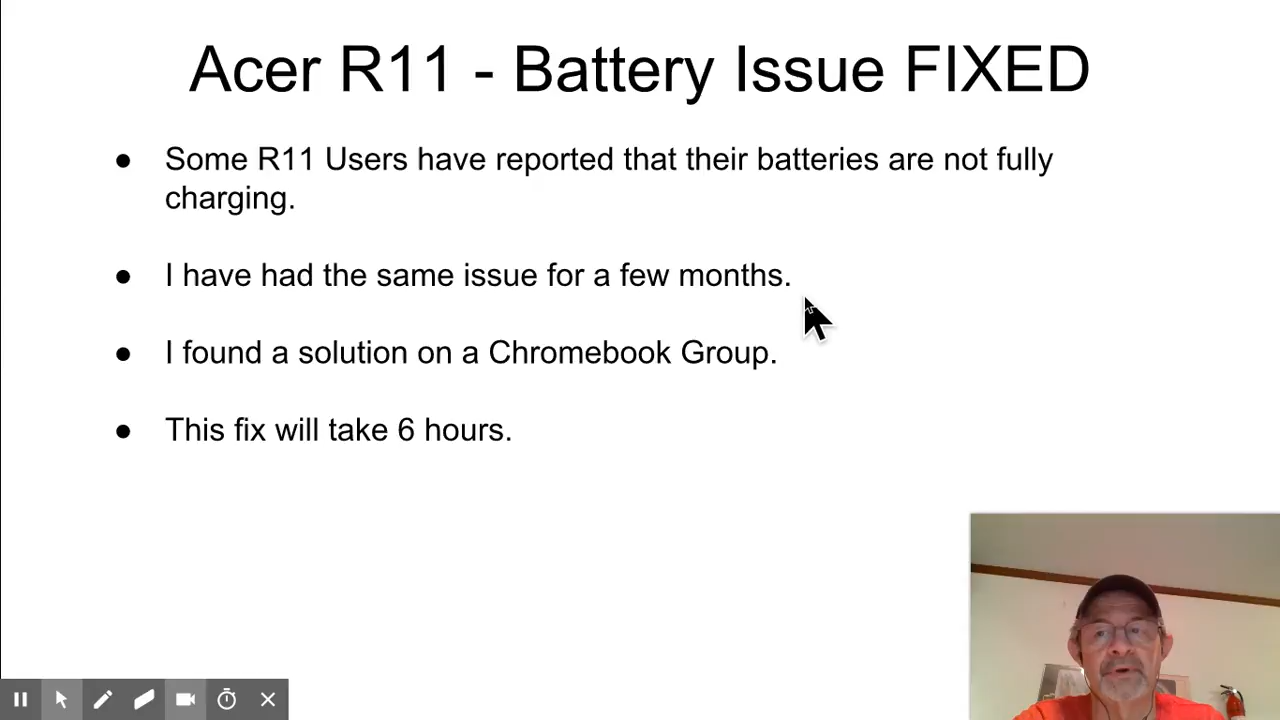 Acer R11 - Battery Issue FIXED
● Some R11 Users have reported that their batteries are not fully
charging.
● I have had the same issue for a few months.
● I found a solution on a Chromebook Group.
● This fix will take 6 hours.